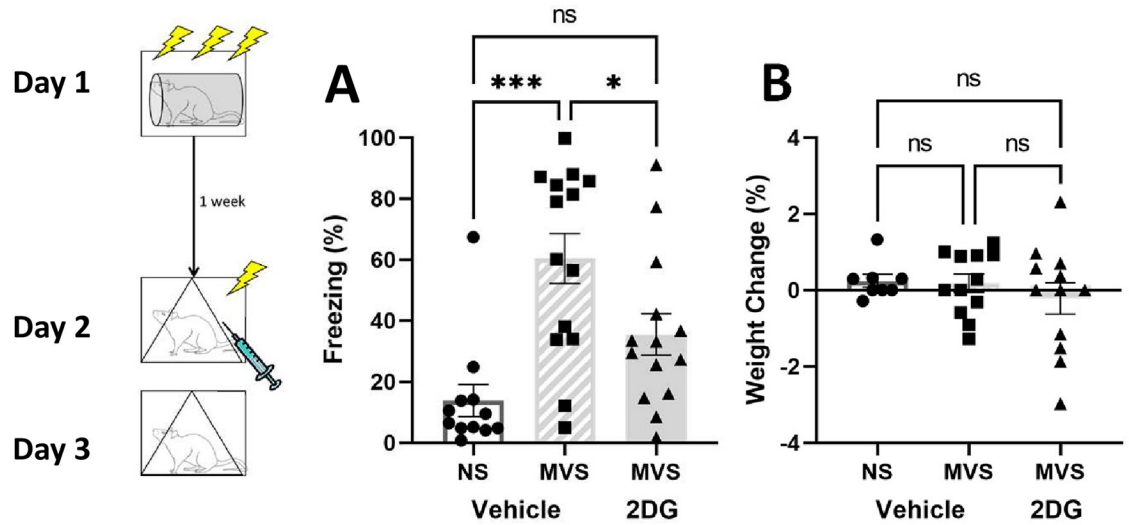 Day 1
1 week
Day 2
Day 3
A
ns
*** *
Freezing (%)
100
80
60
40
20
0
NS MVS MVS
Vehicle 2DG
B
ns
ns ns
Weight Change (%)
4
2
0
-2
-4
NS MVS MVS
Vehicle 2DG